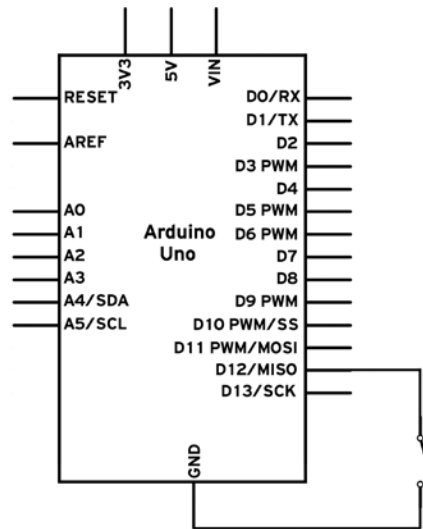 3V3
5V
VIN
RESET
AREF
A0
A1
A2
A3
A4/SDA
A5/SCL
Arduino
Uno
D0/RX
D1/TX
D2
D3 PWM
D4
D5 PWM
D6 PWM
D7
D8
D9 PWM
D10 PWM/SS
D11 PWM/MOSI
D12/MISO
D13/SCK
GND